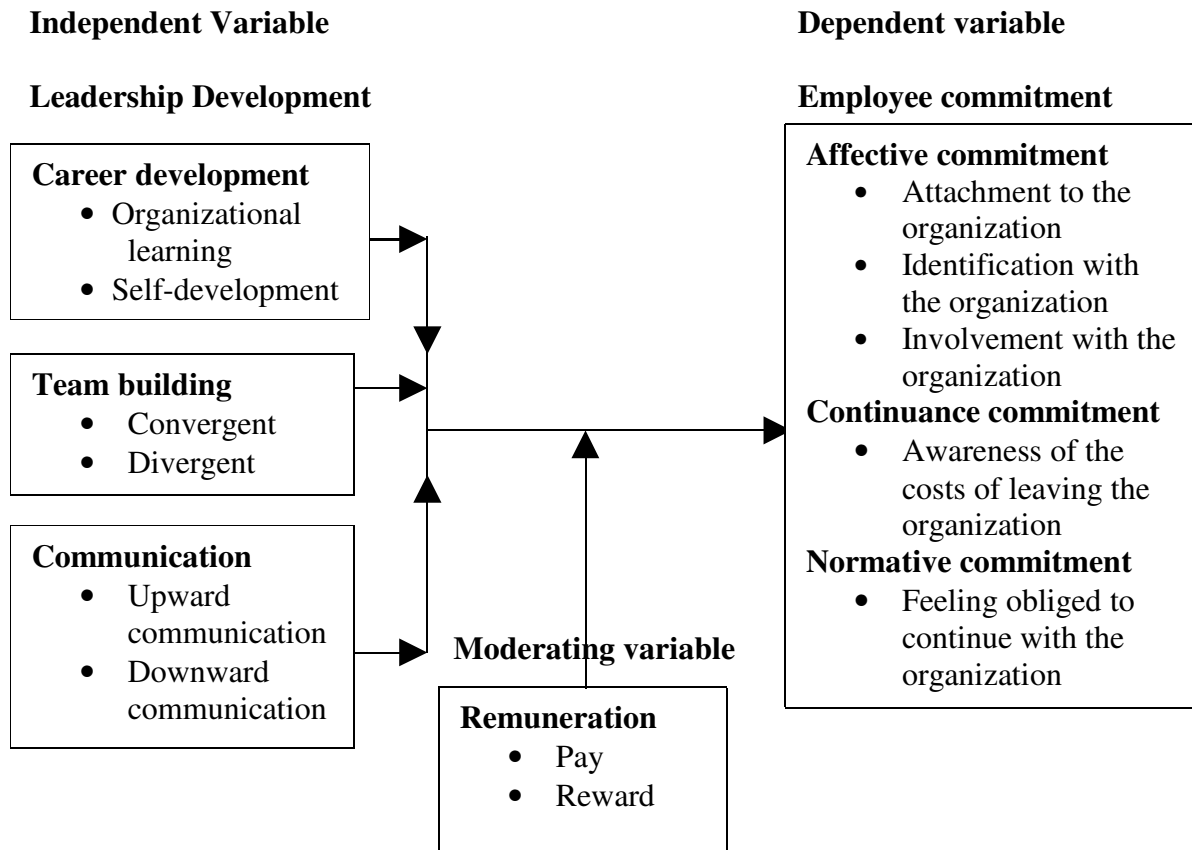 Independent Variable
Dependent variable
Leadership Development
Employee commitment
Career development
• Organizational
learning
• Self-development
Team building
• Convergent
• Divergent
Communication
• Upward
communication
• Downward
communication
Moderating variable
Remuneration
• Pay
• Reward
Affective commitment
• Attachment to the
organization
• Identification with
the organization
• Involvement with the
organization
Continuance commitment
• Awareness of the
costs of leaving the
organization
Normative commitment
• Feeling obliged to
continue with the
organization